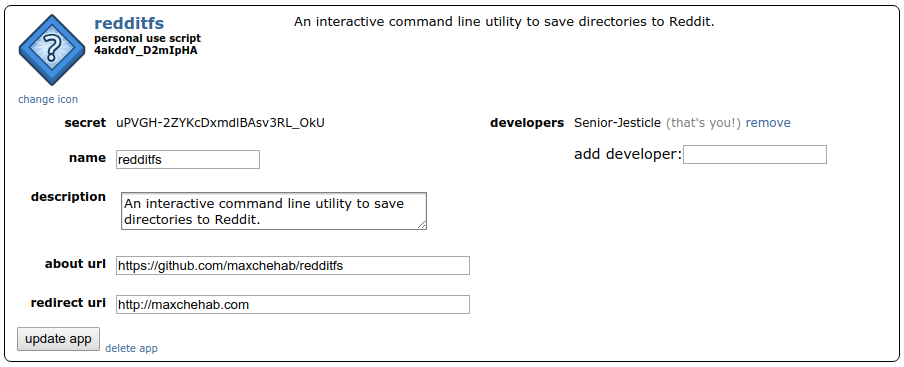 redditfs
personal use script
4akddY_D2mIpHA
An interactive command line utility to save directories to Reddit.
change icon
secret uPVGH-2ZYKcDxmdIBAsv3RL_OkU
developers Senior-Jesticle (that's you!) remove
name redditfs
add developer:
description An interactive command line utility to save
directories to Reddit.
about url https://github.com/maxchehab/redditfs
redirect uri http://maxchehab.com
update app delete app